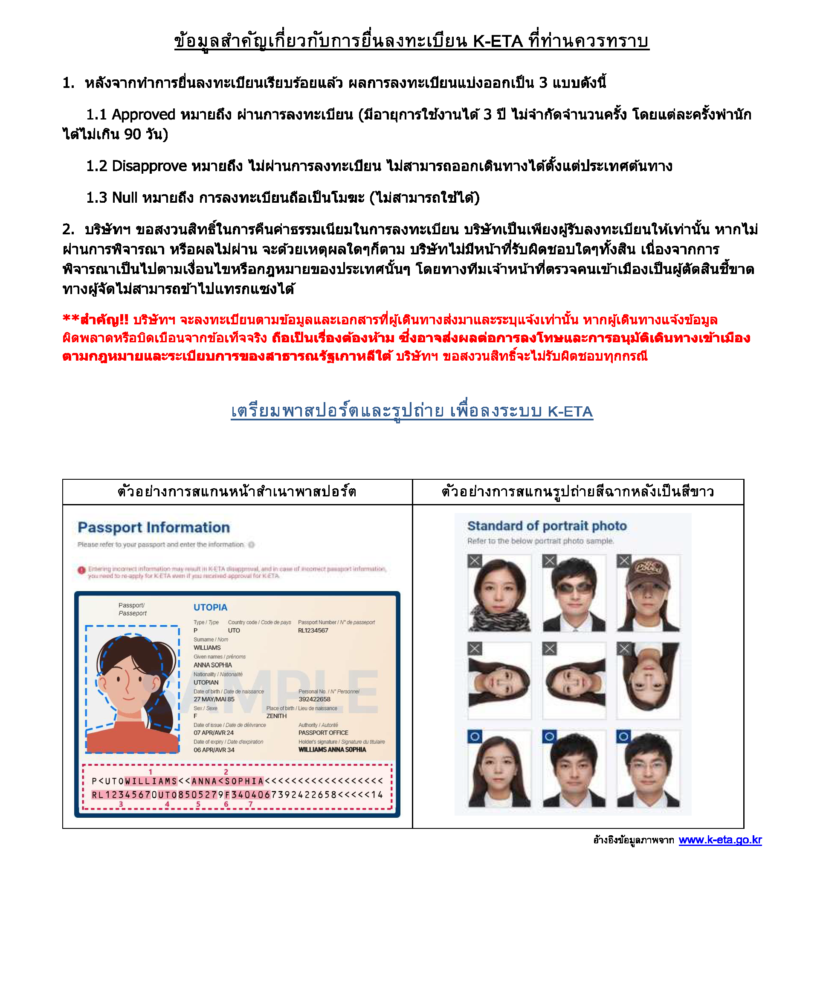 ข้อมูลสำคัญเกี่ยวกับการยื่นลงทะเบียน K-ETA ที่ท่านควรทราบ
1. หลังจากทำการยื่นลงทะเบียนเรียบร้อยแล้ว ผลการลงทะเบียนแบ่งออกเป็น 3 แบบดังนี้
1.1 Approved หมายถึง ผ่านการลงทะเบียน (มีอายุการใช้งานได้ 3 ปี ไม่จำกัดจำนวนครั้ง โดยแต่ละครั้งพำนัก
ได้ไม่เกิน 90 วัน)
1.2 Disapprove หมายถึง ไม่ผ่านการลงทะเบียน ไม่สามารถออกเดินทางได้ตั้งแต่ประเทศต้นทาง
1.3 Null หมายถึง การลงทะเบียนถือเป็นโมฆะ (ไม่สามารถใช้ได้)
2. บริษัทฯ ขอสงวนสิทธิ์ในการคืนค่าธรรมเนียมในการลงทะเบียน บริษัทเป็นเพียงผู้รับลงทะเบียนให้เท่านั้น หากไม่
ผ่านการพิจารณา หรือผลไม่ผ่าน จะด้วยเหตุผลใดๆก็ตาม บริษัทไม่มีหน้าที่รับผิดชอบใดๆทั้งสิน เนื่องจากการ
พิจารณาเป็นไปตามเงื่อนไขหรือกฎหมายของประเทศนั้นๆ โดยทางทีมเจ้าหน้าที่ตรวจคนเข้าเมืองเป็นผู้ตัดสินชี้ขาด
ทางผู้จัดไม่สามารถข้าไปแทรกแซงได้
**สำคัญ!! บริษัทฯ จะลงทะเบียนตามข้อมูลและเอกสารที่ผู้เดินทางส่งมาและระบุแจ้งเท่านั้น หากผู้เดินทางแจ้งข้อมูล
ผิดพลาดหรือบิดเบือนจากข้อเท็จจริง ถือเป็นเรื่องต้องห้าม ซึ่งอาจส่งผลต่อการลงโทษและการอนุมัติเดินทางเข้าเมือง
ตามกฎหมายและระเบียบการของสาธารณรัฐเกาหลีใต้ บริษัทฯ ขอสงวนสิทธิ์จะไม่รับผิดชอบทุกกรณี
เตรียมพาสปอร์ตและรูปถ่าย เพื่อลงระบบ K-ETA
ตัวอย่างการสแกนหน้าสำเนาพาสปอร์ต
Passport Information
Please refer to your passport and enter the information.
Entering incorrect information may result in K-ETA disapproval, and in case of incorrect passport information,
you need to re-apply for K-ETA even if you received approval for K-ETA.
Passport/
Passeport
UTOPIA
Type / Type Country code / Code de pays Passport Number / N° de passeport
P UTO RL1234567
Surname / Nom
WILLIAMS
Given names / prénoms
ANNA SOPHIA
Nationality / Nationalité
UTOPIAN
Date of birth / Date de naissance Personal No. / N° Personnel
27 MAY/MAI 85 392422658
Sex / Sexe Place of birth / Lieu de naissance
F ZENITH
Date of issue / Date de délivrance Authority / Autorité
07 APR/AVR 24 PASSPORT OFFICE
Date of expiry / Date d'expiration Holder's signature / Signature du titulaire
06 APR/AVR 34 WILLIAMS ANNA SOPHIA
SAMPLE
1 2
P<UTOWILLIAMS<<ANNA<SOPHIA<<<<<<<<<<<<<<<<<<
RL12345670UTO8505279F3404067392422658<<<<<14
3 4 5 6 7
ตัวอย่างการสแกนรูปถ่ายสีฉากหลังเป็นสีขาว
Standard of portrait photo
Refer to the below portrait photo sample.
อ้างอิงข้อมูลภาพจาก www.k-eta.go.kr